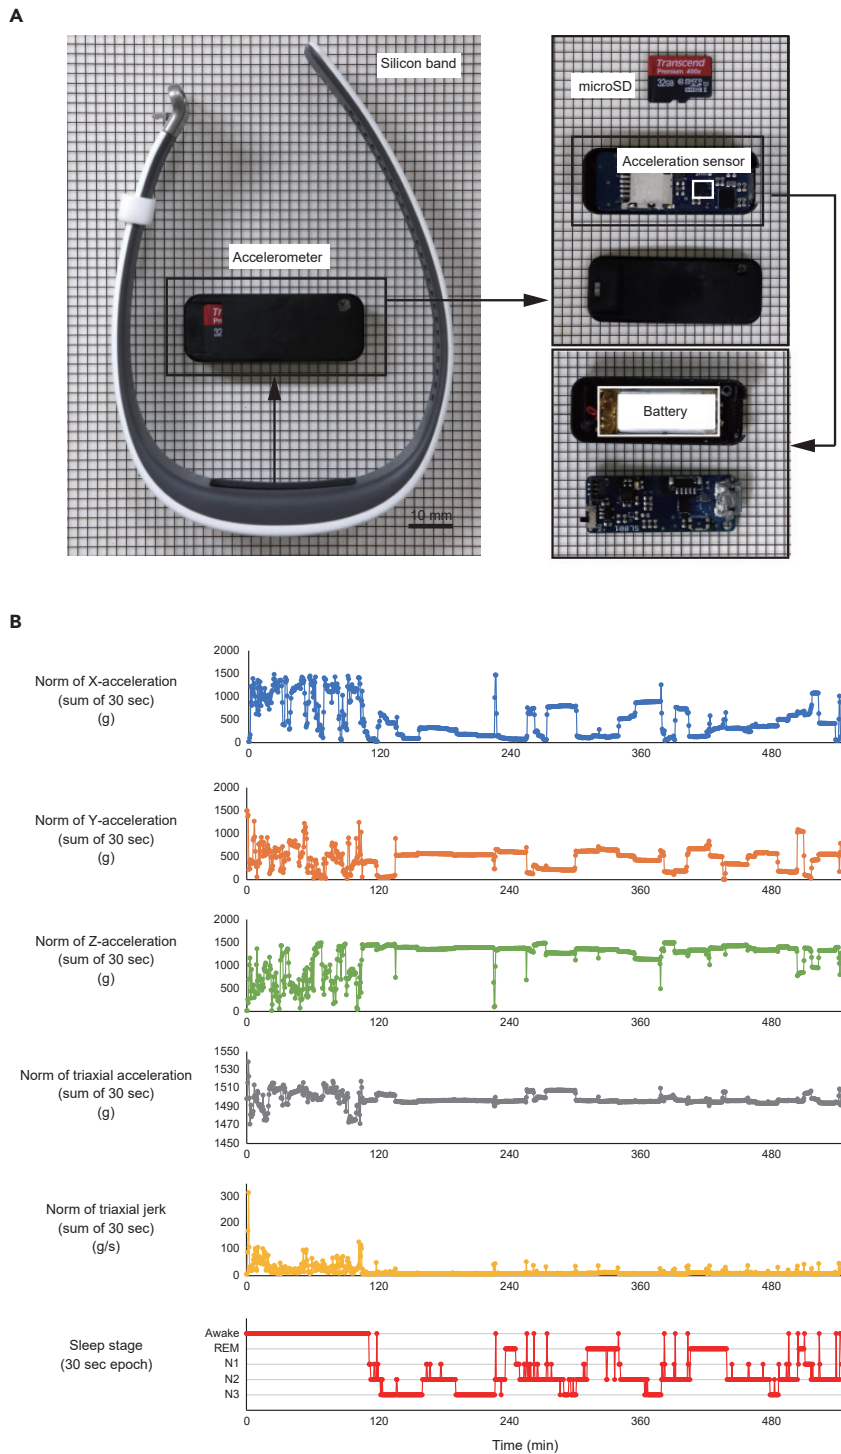 A
Silicon band
Accelerometer
Tr
Pr
32
10 mm
Transcend
Premium 400x
32GB
microSD
Acceleration sensor
Battery
SL801
B
Norm of X-acceleration
(sum of 30 sec)
(g)
2000
1500
1000
500
0
0
120
240
360
480
Norm of Y-acceleration
(sum of 30 sec)
(g)
2000
1500
1000
500
0
0
120
240
360
480
Norm of Z-acceleration
(sum of 30 sec)
(g)
2000
1500
1000
500
0
0
120
240
360
480
Norm of triaxial acceleration
(sum of 30 sec)
(g)
1550
1530
1510
1490
1470
1450
0
120
240
360
480
Norm of triaxial jerk
(sum of 30 sec)
(g/s)
300
200
100
0
0
120
240
360
480
Sleep stage
(30 sec epoch)
Awake
REM
N1
N2
N3
0
120
240
360
480
Time (min)